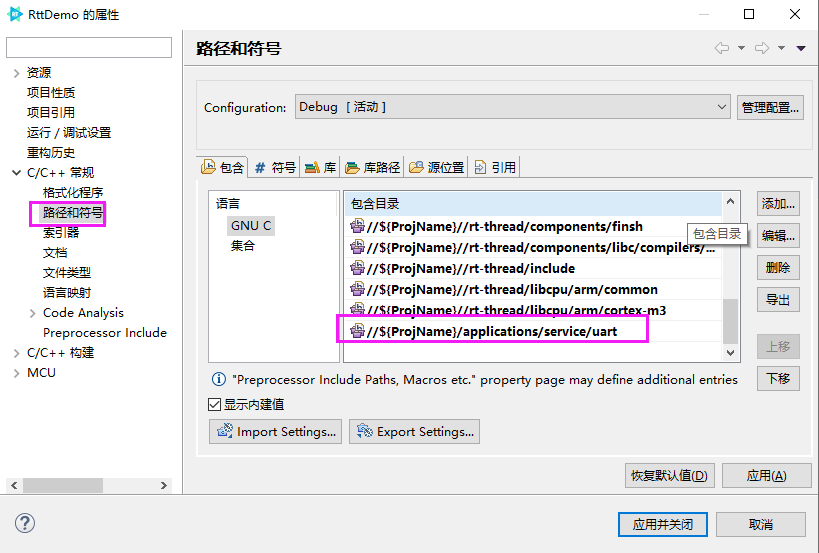 RttDemo 的属性
路径和符号
资源
项目性质
项目引用
运行 / 调试设置
重构历史
C/C++ 常规
格式化程序
路径和符号
索引器
文档
文件类型
语言映射
Code Analysis
Preprocessor Include
C/C++ 构建
MCU
Configuration:
Debug [ 活动 ]
管理配置...
包含
# 符号
库
库路径
源位置
引用
语言
GNU C
集合
包含目录
//${ProjName}//rt-thread/components/finsh
//${ProjName}//rt-thread/components/libc/compilers/...
//${ProjName}//rt-thread/include
//${ProjName}//rt-thread/libcpu/arm/common
//${ProjName}//rt-thread/libcpu/arm/cortex-m3
//${ProjName}/applications/service/uart
包含目录
添加...
编辑...
删除
导出
上移
下移
"Preprocessor Include Paths, Macros etc." property page may define additional entries
显示内建值
Import Settings...
Export Settings...
恢复默认值(D)
应用(A)
?
应用并关闭
取消